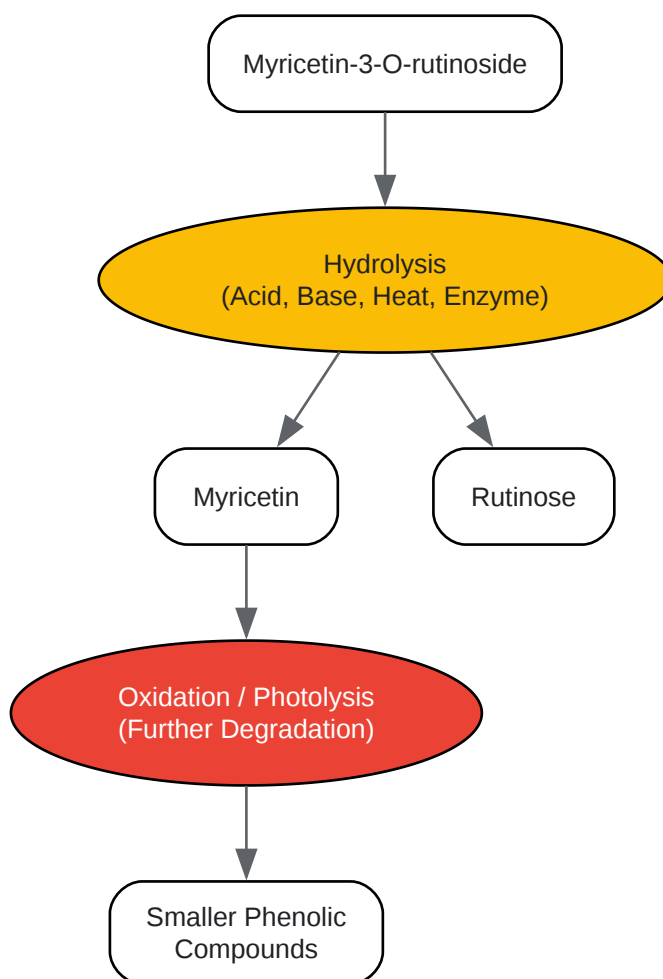 Myricetin-3-O-rutinoside
Hydrolysis
(Acid, Base, Heat, Enzyme)
Myricetin
Rutinose
Oxidation / Photolysis
(Further Degradation)
Smaller Phenolic
Compounds